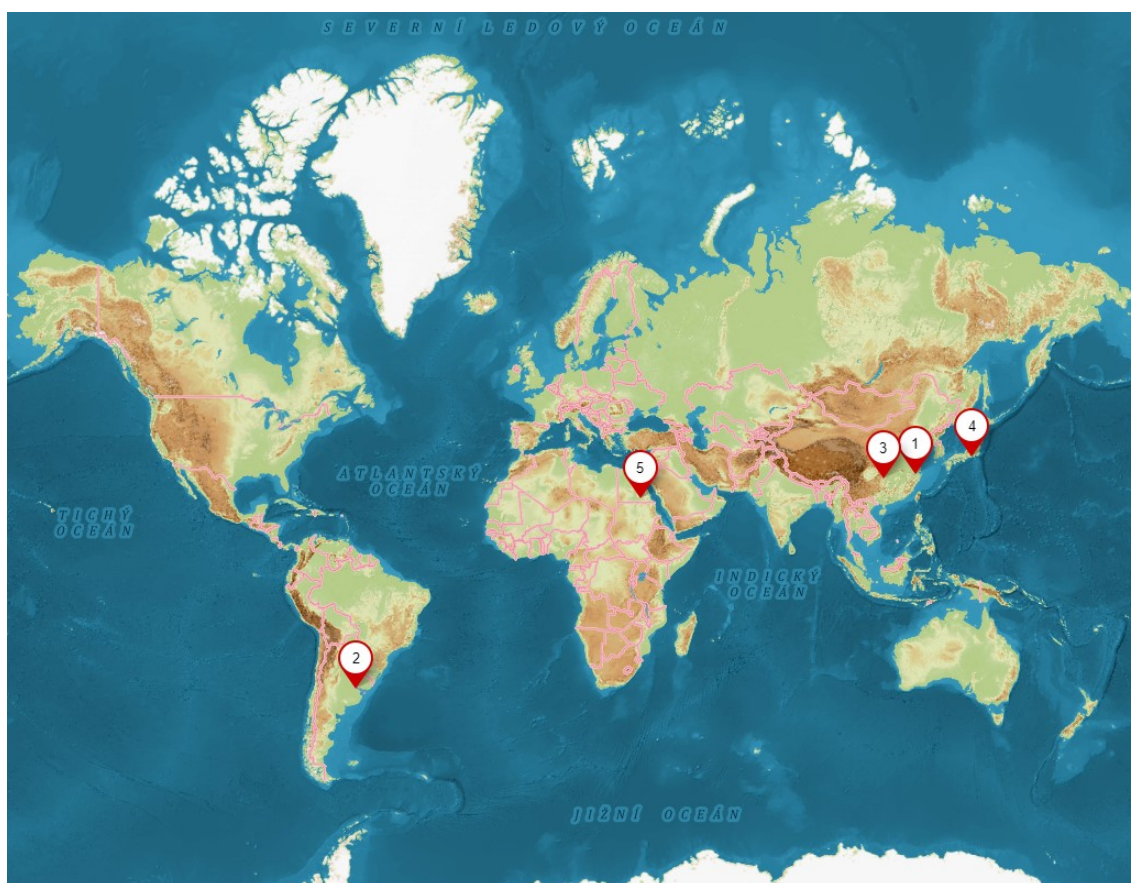 SEVERNÍ LEDOVÝ OCEÁN
4
1
3
5
ATLANTSKÝ
OCEÁN
TICHÝ
OCEÁN
INDICKÝ
OCEÁN
2
JIŽNÍ OCEÁN